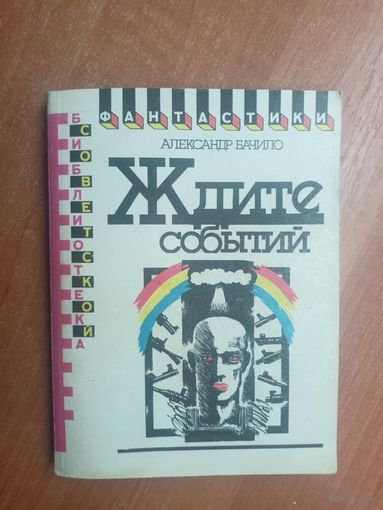 БИБЛИОТЕКА
СОВЕТСКОЙ
ФАНТАСТИКИ
АЛЕКСАНДР БАЧИЛО
Ждите
СОБЫТИЙ